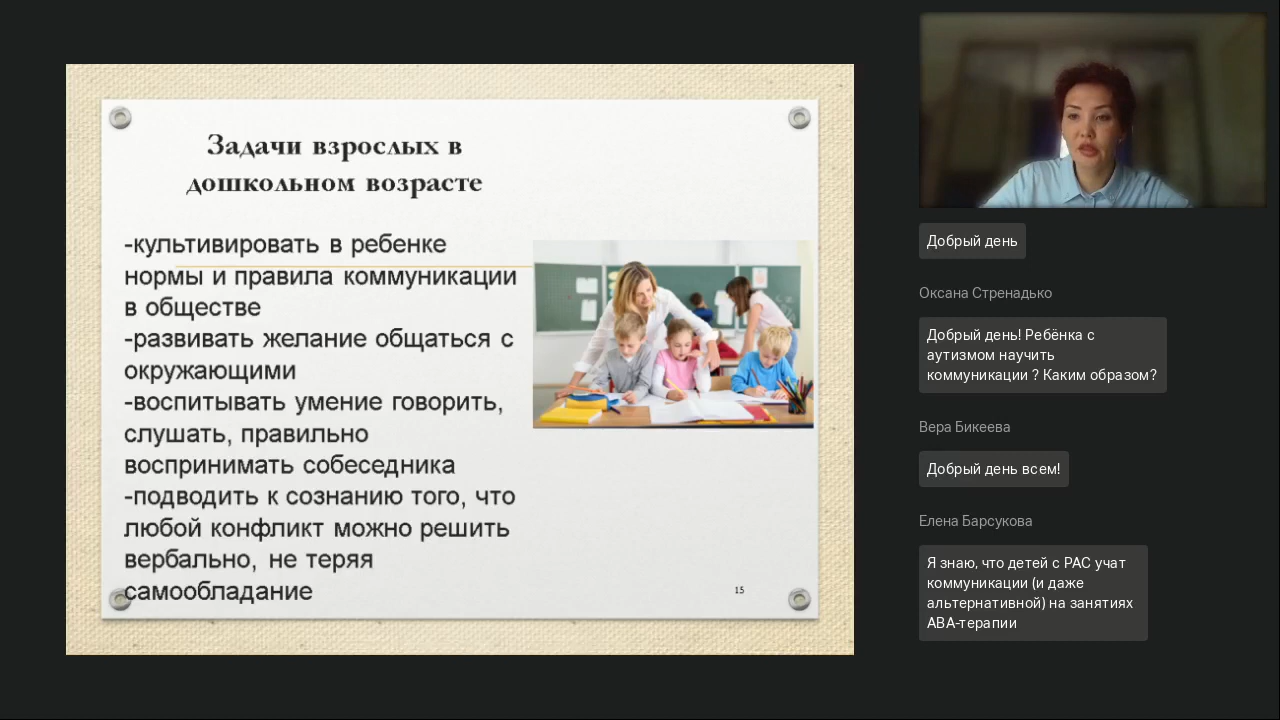 Задачи взрослых в
дошкольном возрасте
-культивировать в ребенке
нормы и правила коммуникации
в обществе
-развивать желание общаться с
окружающими
-воспитывать умение говорить,
слушать, правильно
воспринимать собеседника
-подводить к сознанию того, что
любой конфликт можно решить
вербально, не теряя
самообладание
15
Добрый день
Оксана Стренадько
Добрый день! Ребёнка с
аутизмом научить
коммуникации ? Каким образом?
Вера Бикеева
Добрый день всем!
Елена Барсукова
Я знаю, что детей с РАС учат
коммуникации (и даже
альтернативной) на занятиях
АВА-терапии